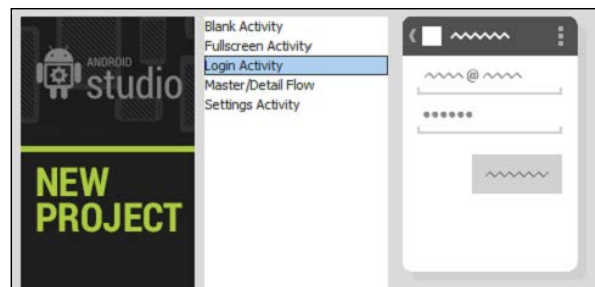 ANDROID
studio
NEW
PROJECT
Blank Activity
Fullscreen Activity
Login Activity
Master/Detail Flow
Settings Activity
@